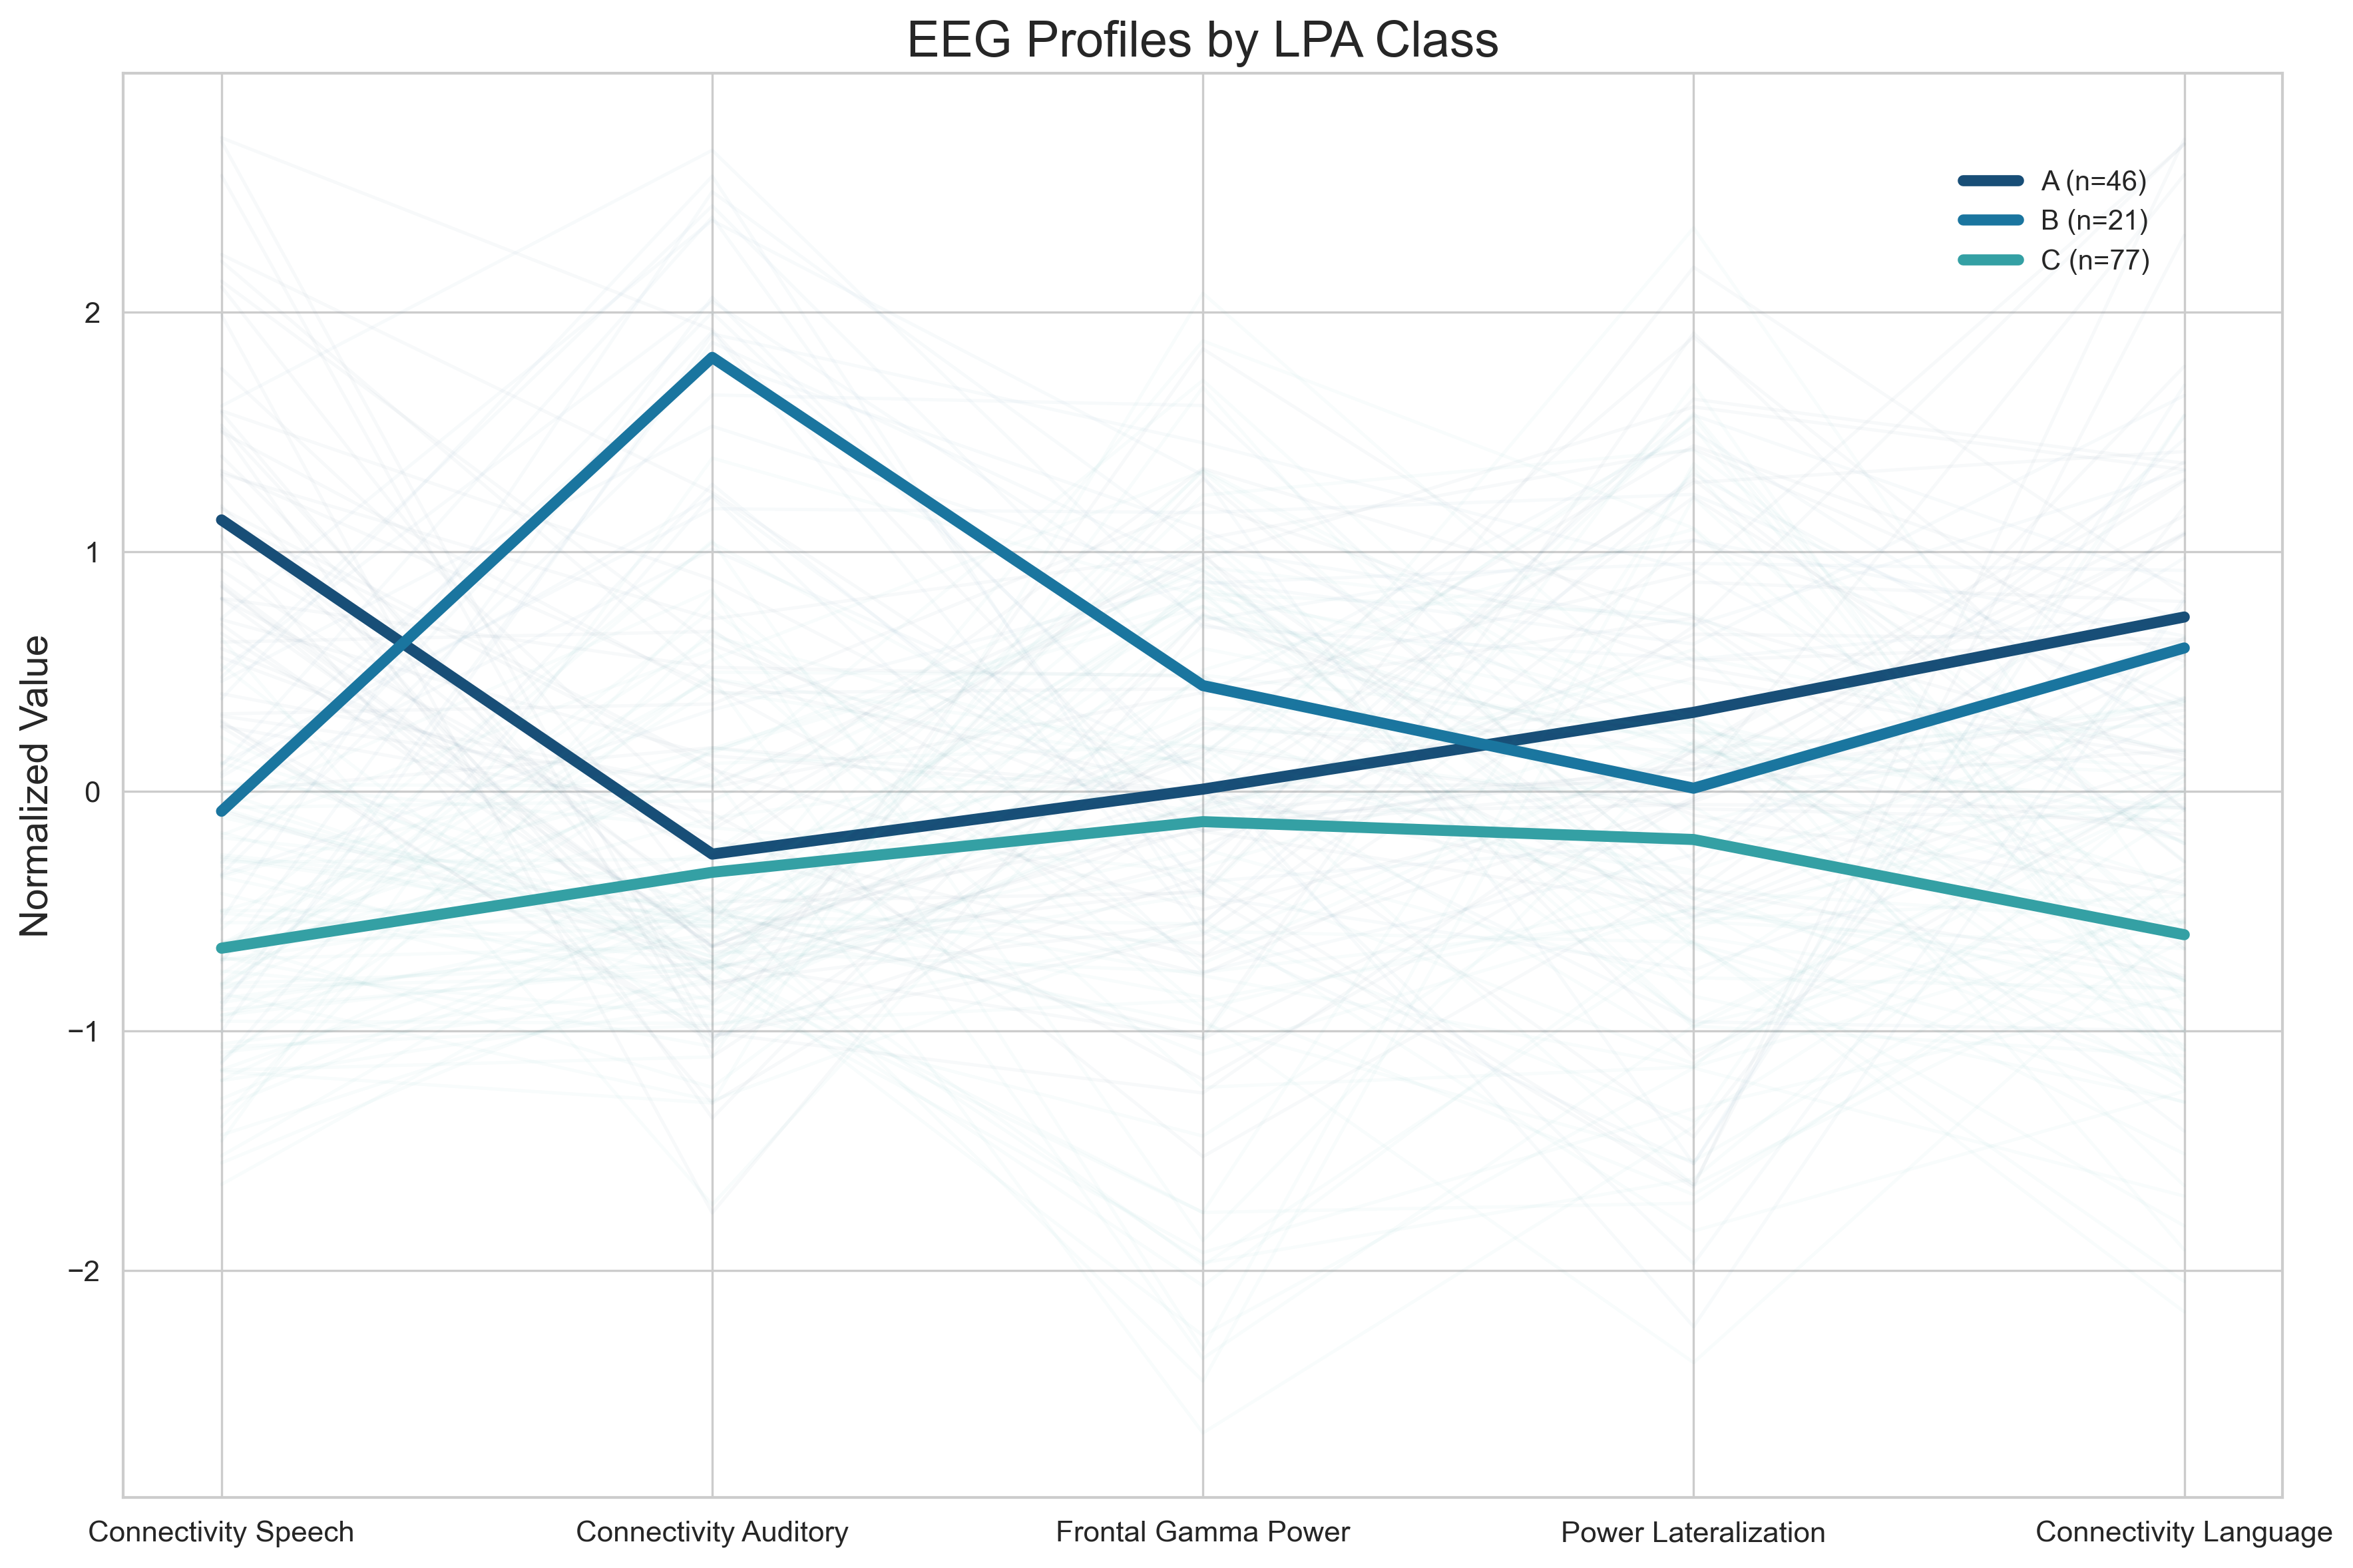 EEG Profiles by LPA Class
A (n=46)
B (n=21)
C (n=77)
Normalized Value
2
1
0
−1
−2
Connectivity Speech
Connectivity Auditory
Frontal Gamma Power
Power Lateralization
Connectivity Language